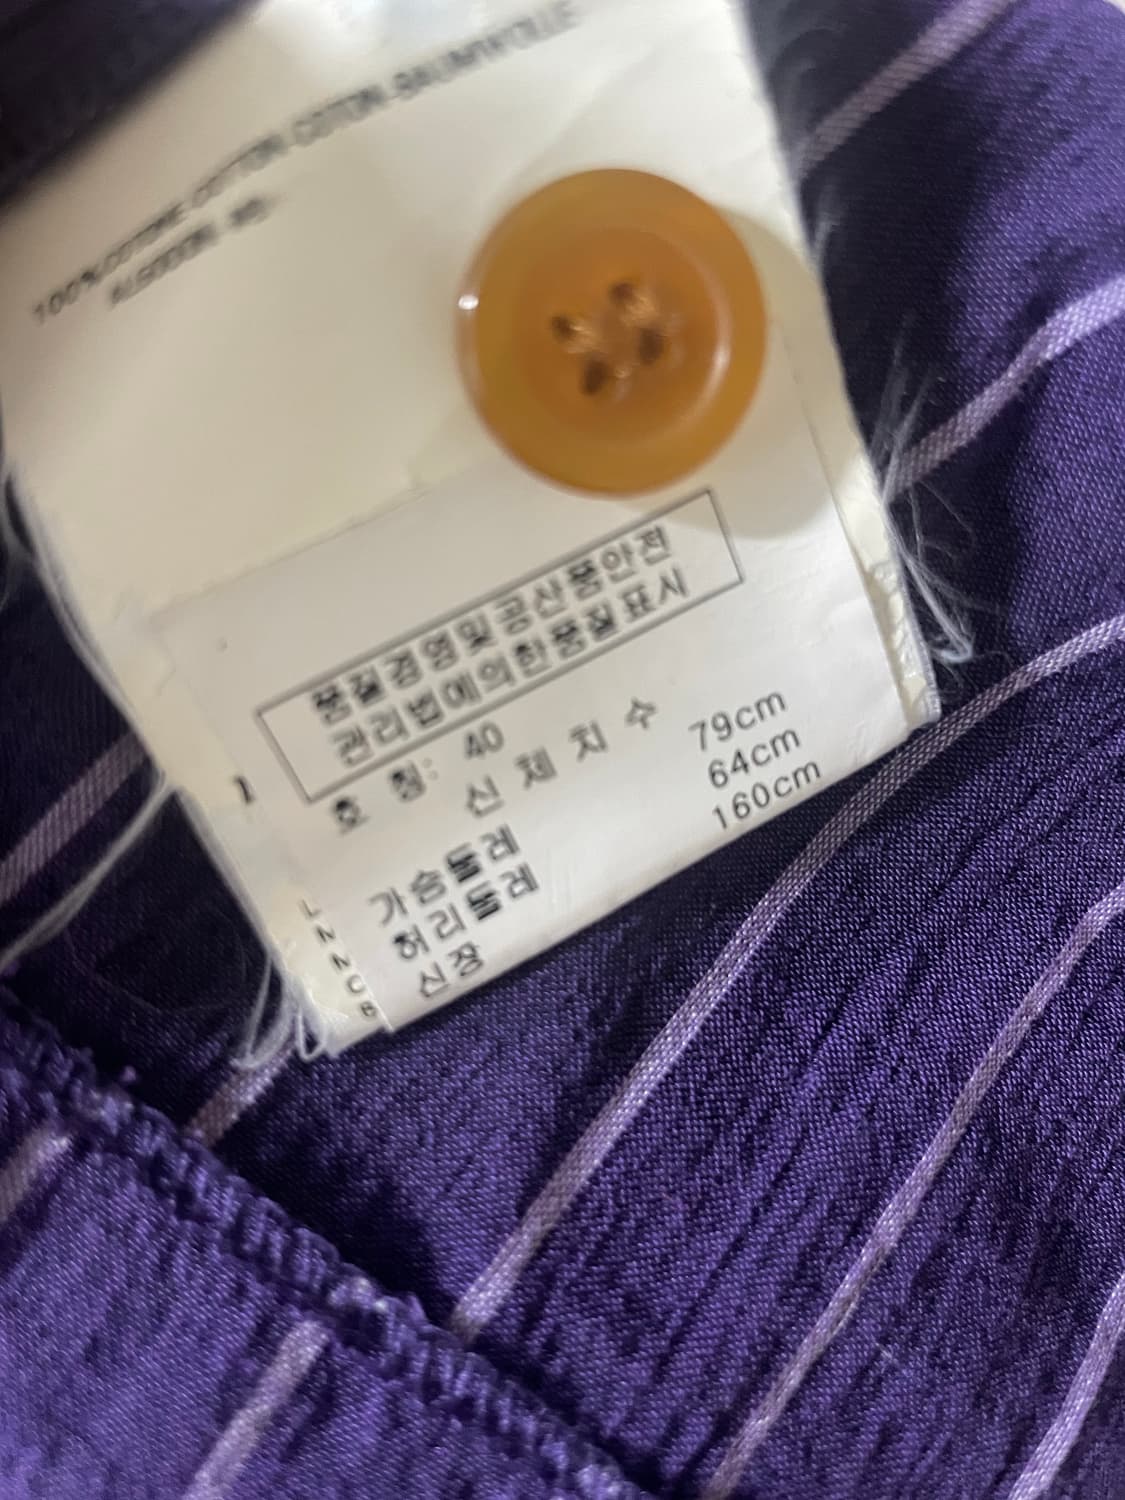 100%COTONE COTTON COTON BAUMWOLLE
ALGODON
품질경영및공산품안전
관리법에의한품질표시
호 칭: 40
신 체 치 수
가슴둘레 79cm
허리둘레 64cm
신장 160cm